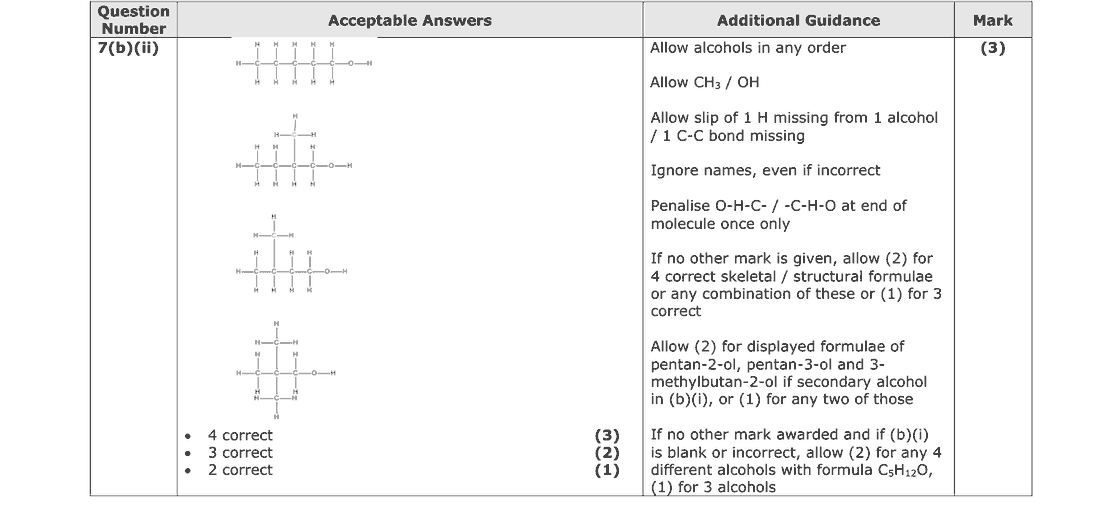 Question
Number
Acceptable Answers
Additional Guidance
Mark
7(b)(ii)
Allow alcohols in any order
(3)
Allow CH₃ / OH
Allow slip of 1 H missing from 1 alcohol
/ 1 C-C bond missing
Ignore names, even if incorrect
Penalise O-H-C- / -C-H-O at end of
molecule once only
If no other mark is given, allow (2) for
4 correct skeletal / structural formulae
or any combination of these or (1) for 3
correct
Allow (2) for displayed formulae of
pentan-2-ol, pentan-3-ol and 3-
methylbutan-2-ol if secondary alcohol
in (b)(i), or (1) for any two of those
• 4 correct (3)
• 3 correct (2)
• 2 correct (1)
If no other mark awarded and if (b)(i)
is blank or incorrect, allow (2) for any 4
different alcohols with formula C₅H₁₂O,
(1) for 3 alcohols